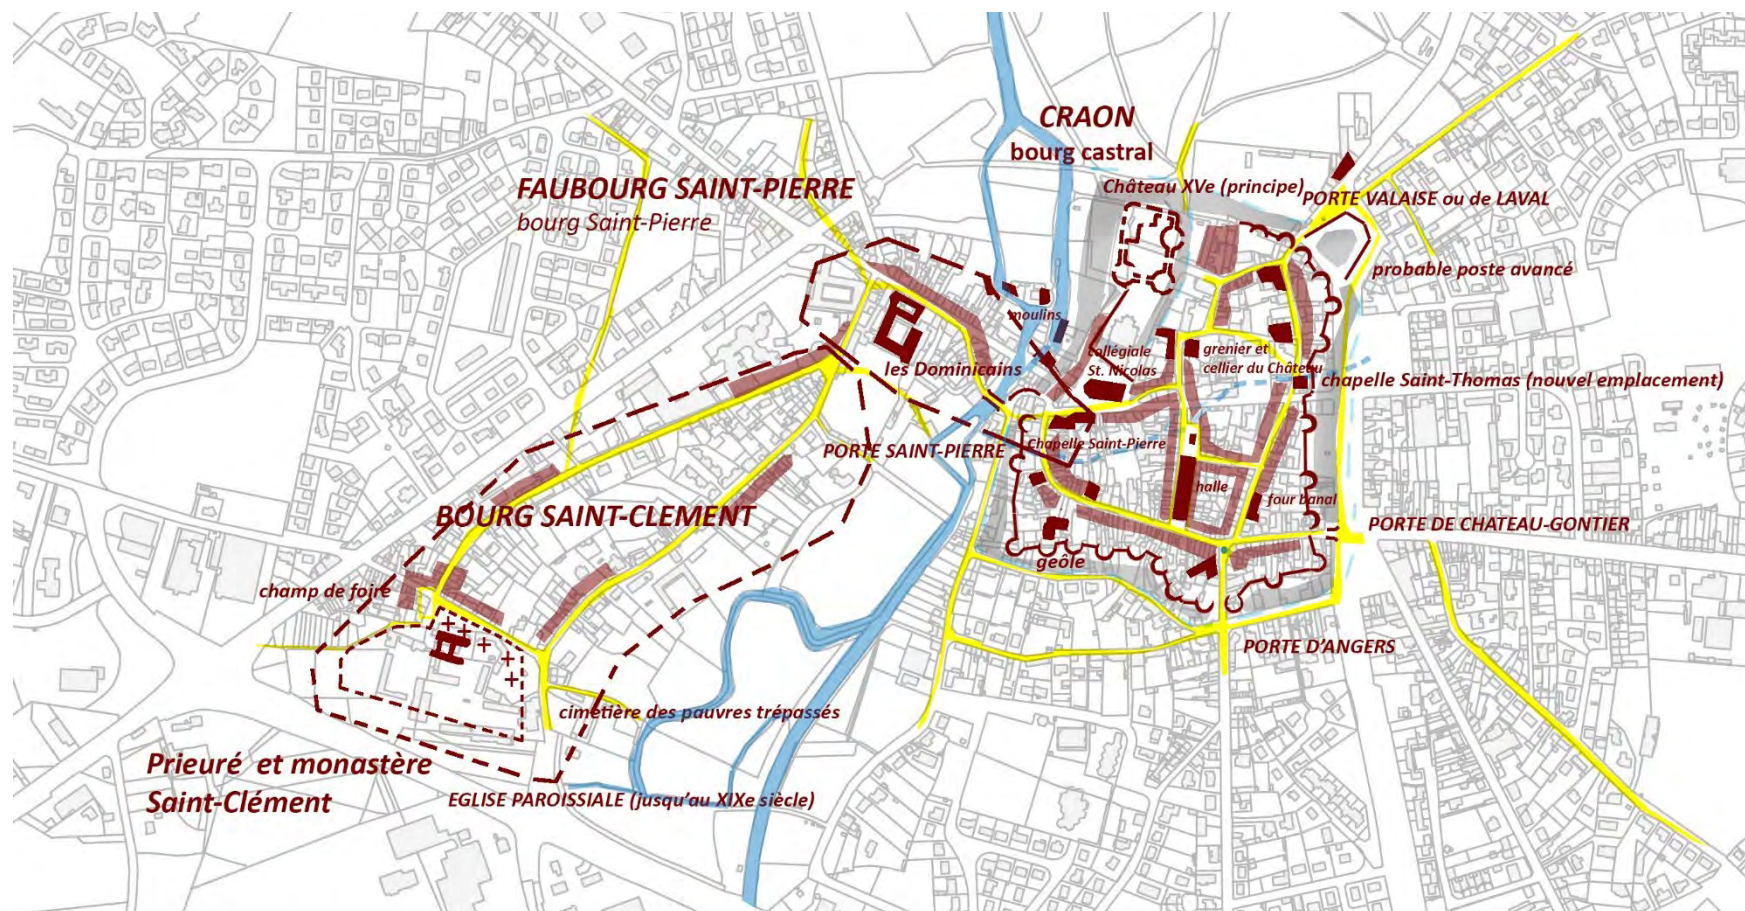 CRAON
bourg castral
FAUBOURG SAINT-PIERRE
bourg Saint-Pierre
Château XVe (principe)
PORTE VALAISE ou de LAVAL
probable poste avancé
moulins
collégiale
St. Nicolas
grenier et
cellier du Château
les Dominicains
chapelle Saint-Thomas (nouvel emplacement)
PORTE SAINT-PIERRE
Chapelle Saint-Pierre
halle
four banal
BOURG SAINT-CLEMENT
PORTE DE CHATEAU-GONTIER
geôle
champ de foire
PORTE D'ANGERS
cimetière des pauvres trépassés
Prieuré et monastère
Saint-Clément
EGLISE PAROISSIALE (jusqu'au XIXe siècle)